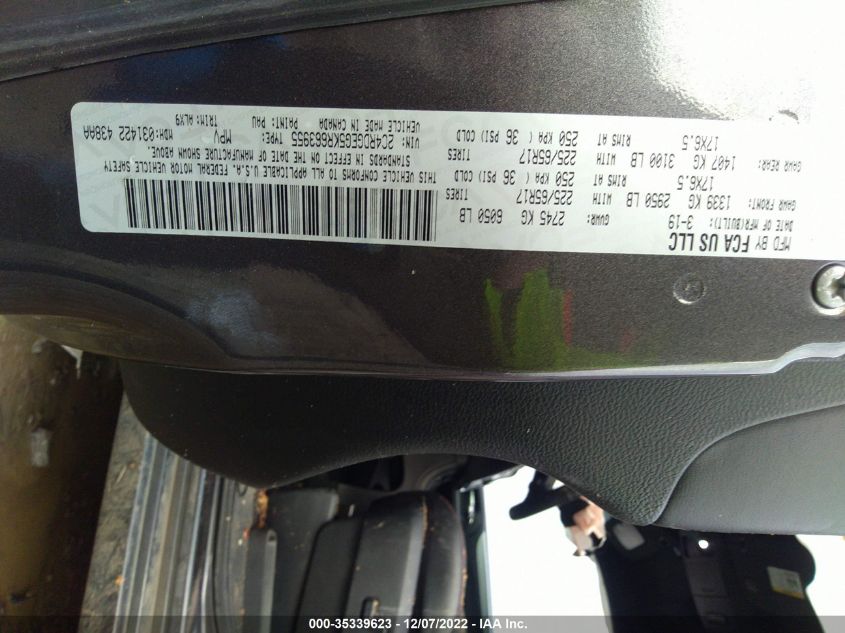 MFD BY FCA US LLC
DATE OF MFR(BUILT): 3-19 GVWR: 2745 KG 6050 LB
GAWR FRONT: 1339 KG 2950 LB WITH TIRES
17X6.5 RIMS AT 225/65R17 250 KPA ( 36 PSI) COLD
GAWR REAR: 1407 KG 3100 LB WITH TIRES
17X6.5 RIMS AT 225/65R17 250 KPA ( 36 PSI) COLD
THIS VEHICLE CONFORMS TO ALL APPLICABLE U.S.A. FEDERAL MOTOR VEHICLE SAFETY
STANDARDS IN EFFECT ON THE DATE OF MANUFACTURE SHOWN ABOVE.
VIN: 2C4RDGEG5KR663955 TYPE: MPV MDH:031422 438AA
VEHICLE MADE IN CANADA PAINT: PAU TRIM: ALX9
000-35339623 - 12/07/2022 - IAA Inc.